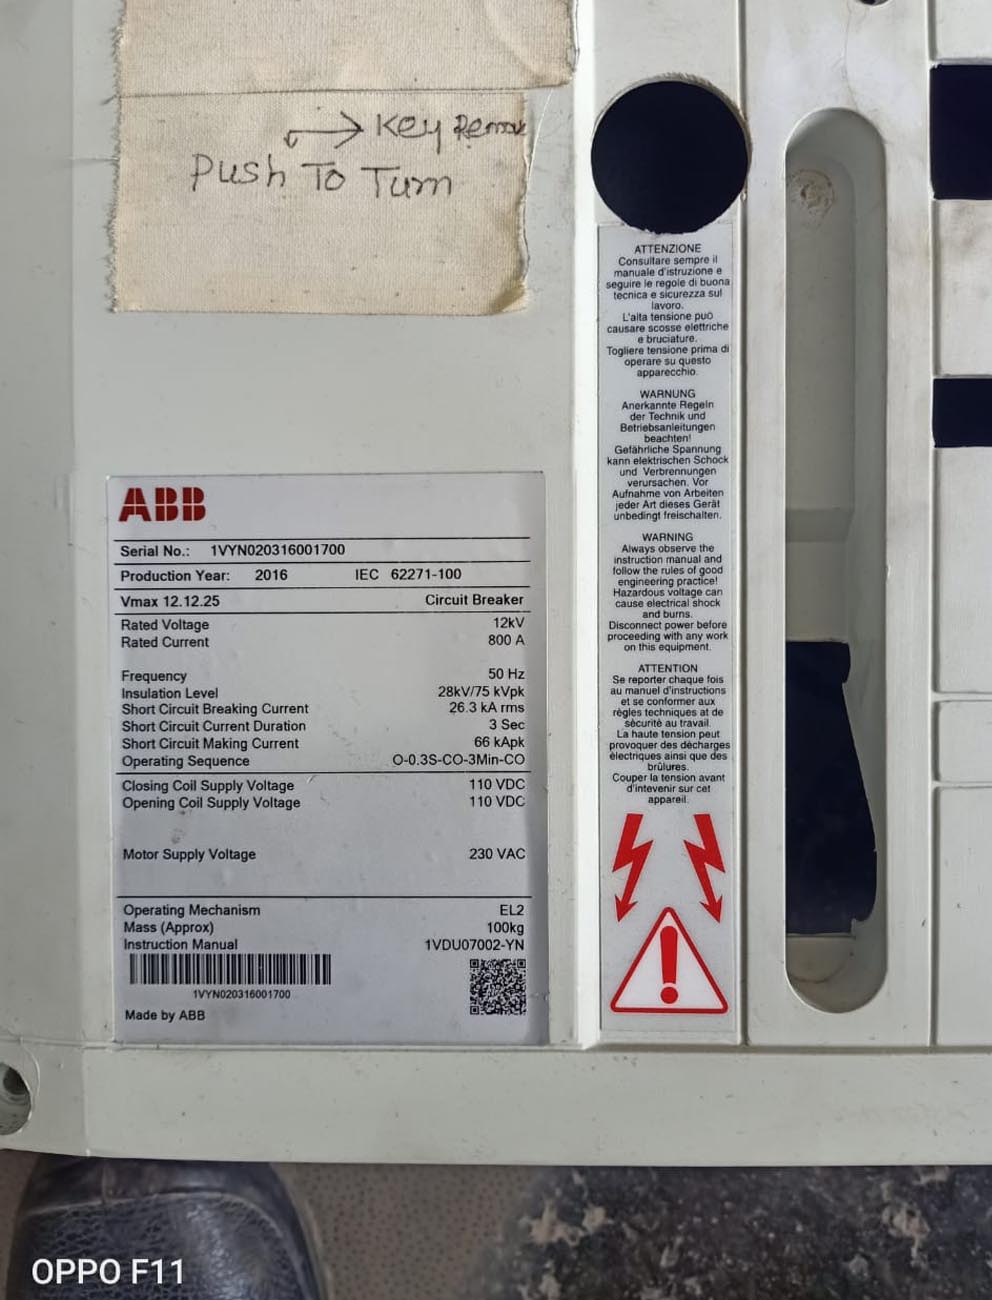 Key Remove
Push To Turn
ABB
Serial No.: 1VYN020316001700
Production Year: 2016 IEC 62271-100
Vmax 12.12.25 Circuit Breaker
Rated Voltage 12kV
Rated Current 800 A
Frequency 50 Hz
Insulation Level 28kV/75 kVpk
Short Circuit Breaking Current 26.3 kA rms
Short Circuit Current Duration 3 Sec
Short Circuit Making Current 66 kApk
Operating Sequence O-0.3S-CO-3Min-CO
Closing Coil Supply Voltage 110 VDC
Opening Coil Supply Voltage 110 VDC
Motor Supply Voltage 230 VAC
Operating Mechanism EL2
Mass (Approx) 100kg
Instruction Manual 1VDU07002-YN
1VYN020316001700
Made by ABB
ATTENZIONE
Consultare sempre il
manuale d'istruzione e
seguire le regole di buona
tecnica e sicurezza sul
lavoro.
L'alta tensione può
causare scosse elettriche
e bruciature.
Togliere tensione prima di
operare su questo
apparecchio.
WARNUNG
Anerkannte Regeln
der Technik und
Betriebsanleitungen
beachten!
Gefährliche Spannung
kann elektrischen Schock
und Verbrennungen
verursachen. Vor
Aufnahme von Arbeiten
jeder Art dieses Gerät
unbedingt freischalten.
WARNING
Always observe the
instruction manual and
follow the rules of good
engineering practice!
Hazardous voltage can
cause electrical shock
and burns.
Disconnect power before
proceeding with any work
on this equipment.
ATTENTION
Se reporter chaque fois
au manuel d'instructions
et se conformer aux
règles techniques at de
sécurité au travail.
La haute tension peut
provoquer des décharges
électriques ainsi que des
brûlures.
Couper la tension avant
d'intevenir sur cet
appareil.
OPPO F11